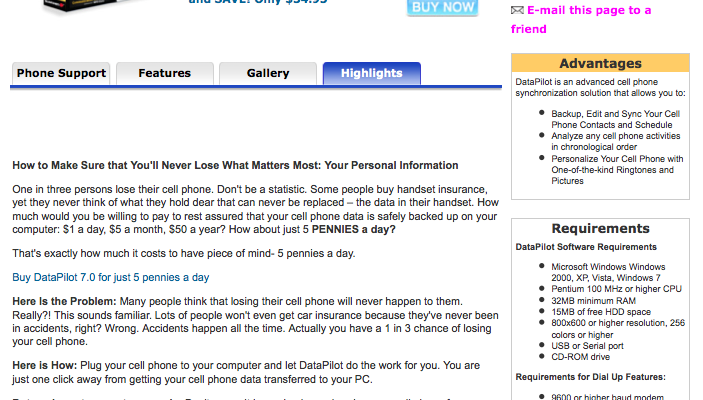 and SAVE! Only $34.95
BUY NOW
E-mail this page to a
friend
Phone Support
Features
Gallery
Highlights
How to Make Sure that You'll Never Lose What Matters Most: Your Personal Information
One in three persons lose their cell phone. Don't be a statistic. Some people buy handset insurance,
yet they never think of what they hold dear that can never be replaced – the data in their handset. How
much would you be willing to pay to rest assured that your cell phone data is safely backed up on your
computer: $1 a day, $5 a month, $50 a year? How about just 5 PENNIES a day?
That's exactly how much it costs to have piece of mind- 5 pennies a day.
Buy DataPilot 7.0 for just 5 pennies a day
Here Is the Problem: Many people think that losing their cell phone will never happen to them.
Really?! This sounds familiar. Lots of people won't even get car insurance because they've never been
in accidents, right? Wrong. Accidents happen all the time. Actually you have a 1 in 3 chance of losing
your cell phone.
Here is How: Plug your cell phone to your computer and let DataPilot do the work for you. You are
just one click away from getting your cell phone data transferred to your PC.
Advantages
DataPilot is an advanced cell phone
synchronization solution that allows you to:
Backup, Edit and Sync Your Cell
Phone Contacts and Schedule
Analyze any cell phone activities
in chronological order
Personalize Your Cell Phone with
One-of-the-kind Ringtones and
Pictures
Requirements
DataPilot Software Requirements
Microsoft Windows Windows
2000, XP, Vista, Windows 7
Pentium 100 MHz or higher CPU
32MB minimum RAM
15MB of free HDD space
800x600 or higher resolution, 256
colors or higher
USB or Serial port
CD-ROM drive
Requirements for Dial Up Features:
9600 or higher baud modem